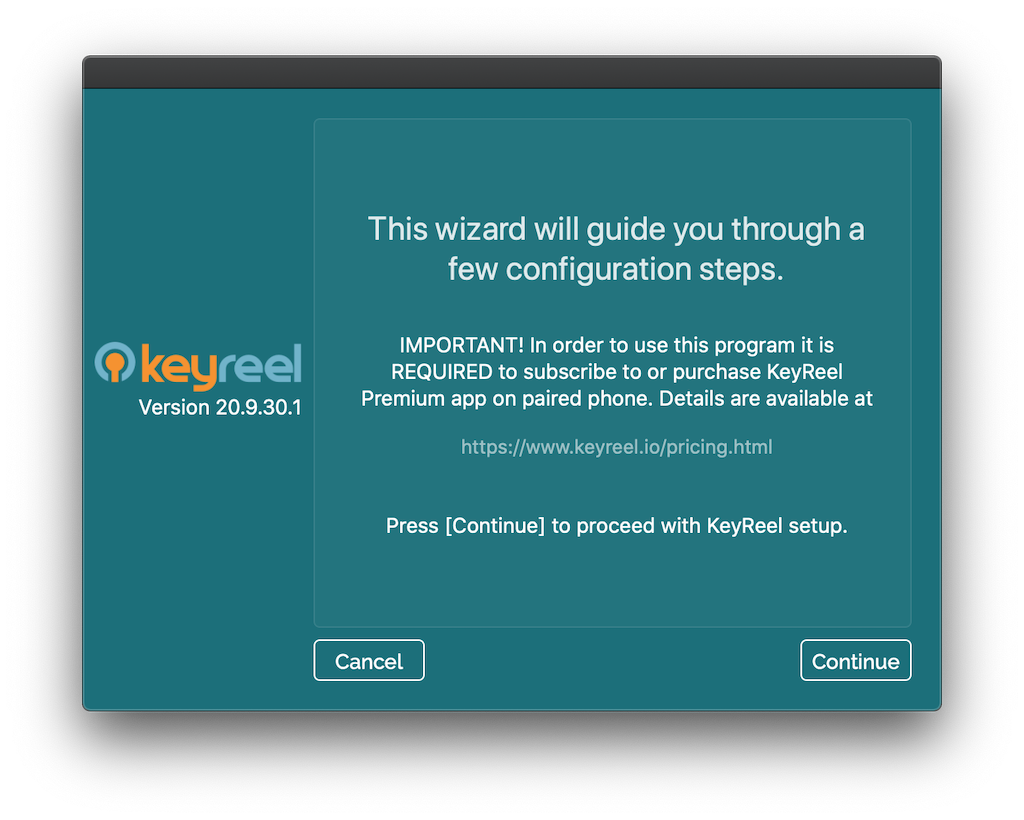 This wizard will guide you through a
few configuration steps.
IMPORTANT! In order to use this program it is
REQUIRED to subscribe to or purchase KeyReel
Premium app on paired phone. Details are available at
https://www.keyreel.io/pricing.html
Press [Continue] to proceed with KeyReel setup.
keyreel
Version 20.9.30.1
Cancel
Continue